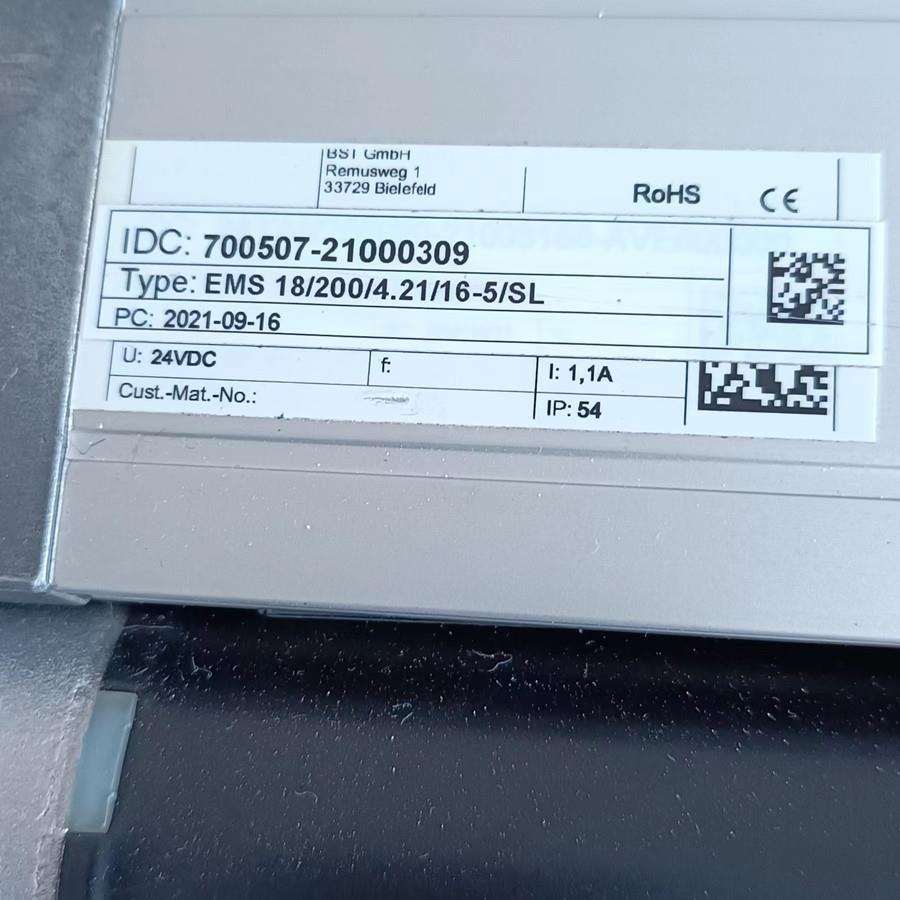 BST GmbH
Remusweg 1
33729 Bielefeld
RoHS CE
IDC: 700507-21000309
Type: EMS 18/200/4.21/16-5/SL
PC: 2021-09-16
U: 24VDC f: I: 1,1A
Cust.-Mat.-No.: IP: 54